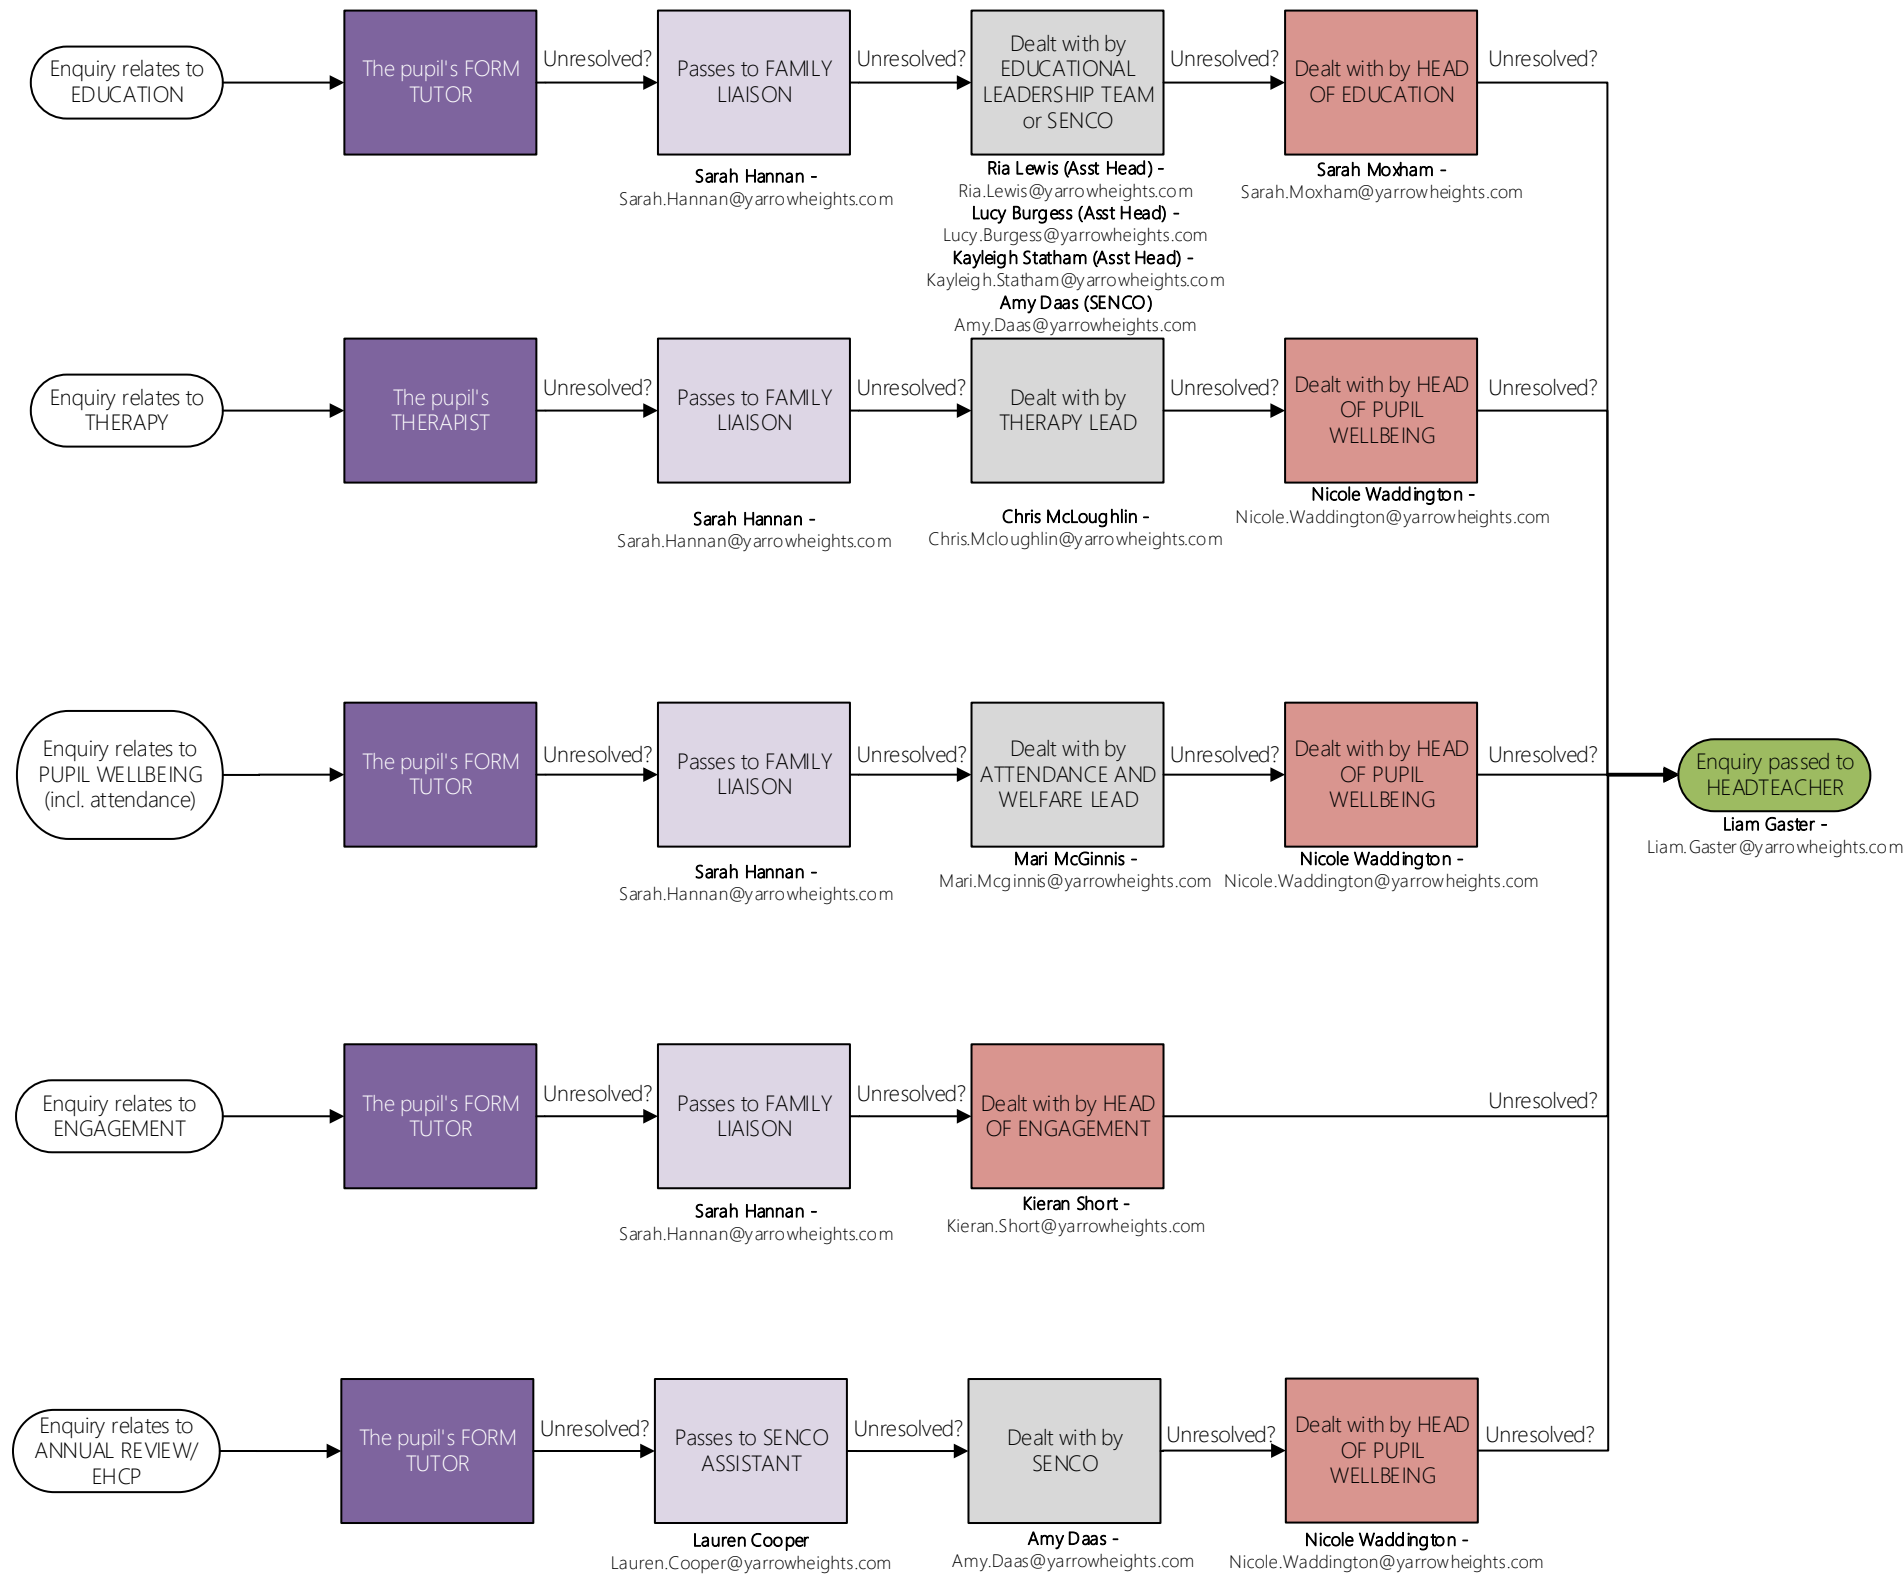 Enquiry relates to
EDUCATION
The pupil's FORM
TUTOR
Unresolved?
Passes to FAMILY
LIAISON
Sarah Hannan -
Sarah.Hannan@yarrowheights.com
Unresolved?
Dealt with by
EDUCATIONAL
LEADERSHIP TEAM
or SENCO
Ria Lewis (Asst Head) -
Ria.Lewis@yarrowheights.com
Lucy Burgess (Asst Head) -
Lucy.Burgess@yarrowheights.com
Kayleigh Statham (Asst Head) -
Kayleigh.Statham@yarrowheights.com
Amy Daas (SENCO)
Amy.Daas@yarrowheights.com
Unresolved?
Dealt with by HEAD
OF EDUCATION
Sarah Moxham -
Sarah.Moxham@yarrowheights.com
Unresolved?
Enquiry relates to
THERAPY
The pupil's
THERAPIST
Unresolved?
Passes to FAMILY
LIAISON
Sarah Hannan -
Sarah.Hannan@yarrowheights.com
Unresolved?
Dealt with by
THERAPY LEAD
Chris McLoughlin -
Chris.Mcloughlin@yarrowheights.com
Unresolved?
Dealt with by HEAD
OF PUPIL
WELLBEING
Nicole Waddington -
Nicole.Waddington@yarrowheights.com
Unresolved?
Enquiry relates to
PUPIL WELLBEING
(incl. attendance)
The pupil's FORM
TUTOR
Unresolved?
Passes to FAMILY
LIAISON
Sarah Hannan -
Sarah.Hannan@yarrowheights.com
Unresolved?
Dealt with by
ATTENDANCE AND
WELFARE LEAD
Mari McGinnis -
Mari.Mcginnis@yarrowheights.com
Unresolved?
Dealt with by HEAD
OF PUPIL
WELLBEING
Nicole Waddington -
Nicole.Waddington@yarrowheights.com
Unresolved?
Enquiry passed to
HEADTEACHER
Liam Gaster -
Liam.Gaster@yarrowheights.com
Enquiry relates to
ENGAGEMENT
The pupil's FORM
TUTOR
Unresolved?
Passes to FAMILY
LIAISON
Sarah Hannan -
Sarah.Hannan@yarrowheights.com
Unresolved?
Dealt with by HEAD
OF ENGAGEMENT
Kieran Short -
Kieran.Short@yarrowheights.com
Unresolved?
Enquiry relates to
ANNUAL REVIEW/
EHCP
The pupil's FORM
TUTOR
Unresolved?
Passes to SENCO
ASSISTANT
Lauren Cooper
Lauren.Cooper@yarrowheights.com
Unresolved?
Dealt with by
SENCO
Amy Daas -
Amy.Daas@yarrowheights.com
Unresolved?
Dealt with by HEAD
OF PUPIL
WELLBEING
Nicole Waddington -
Nicole.Waddington@yarrowheights.com
Unresolved?